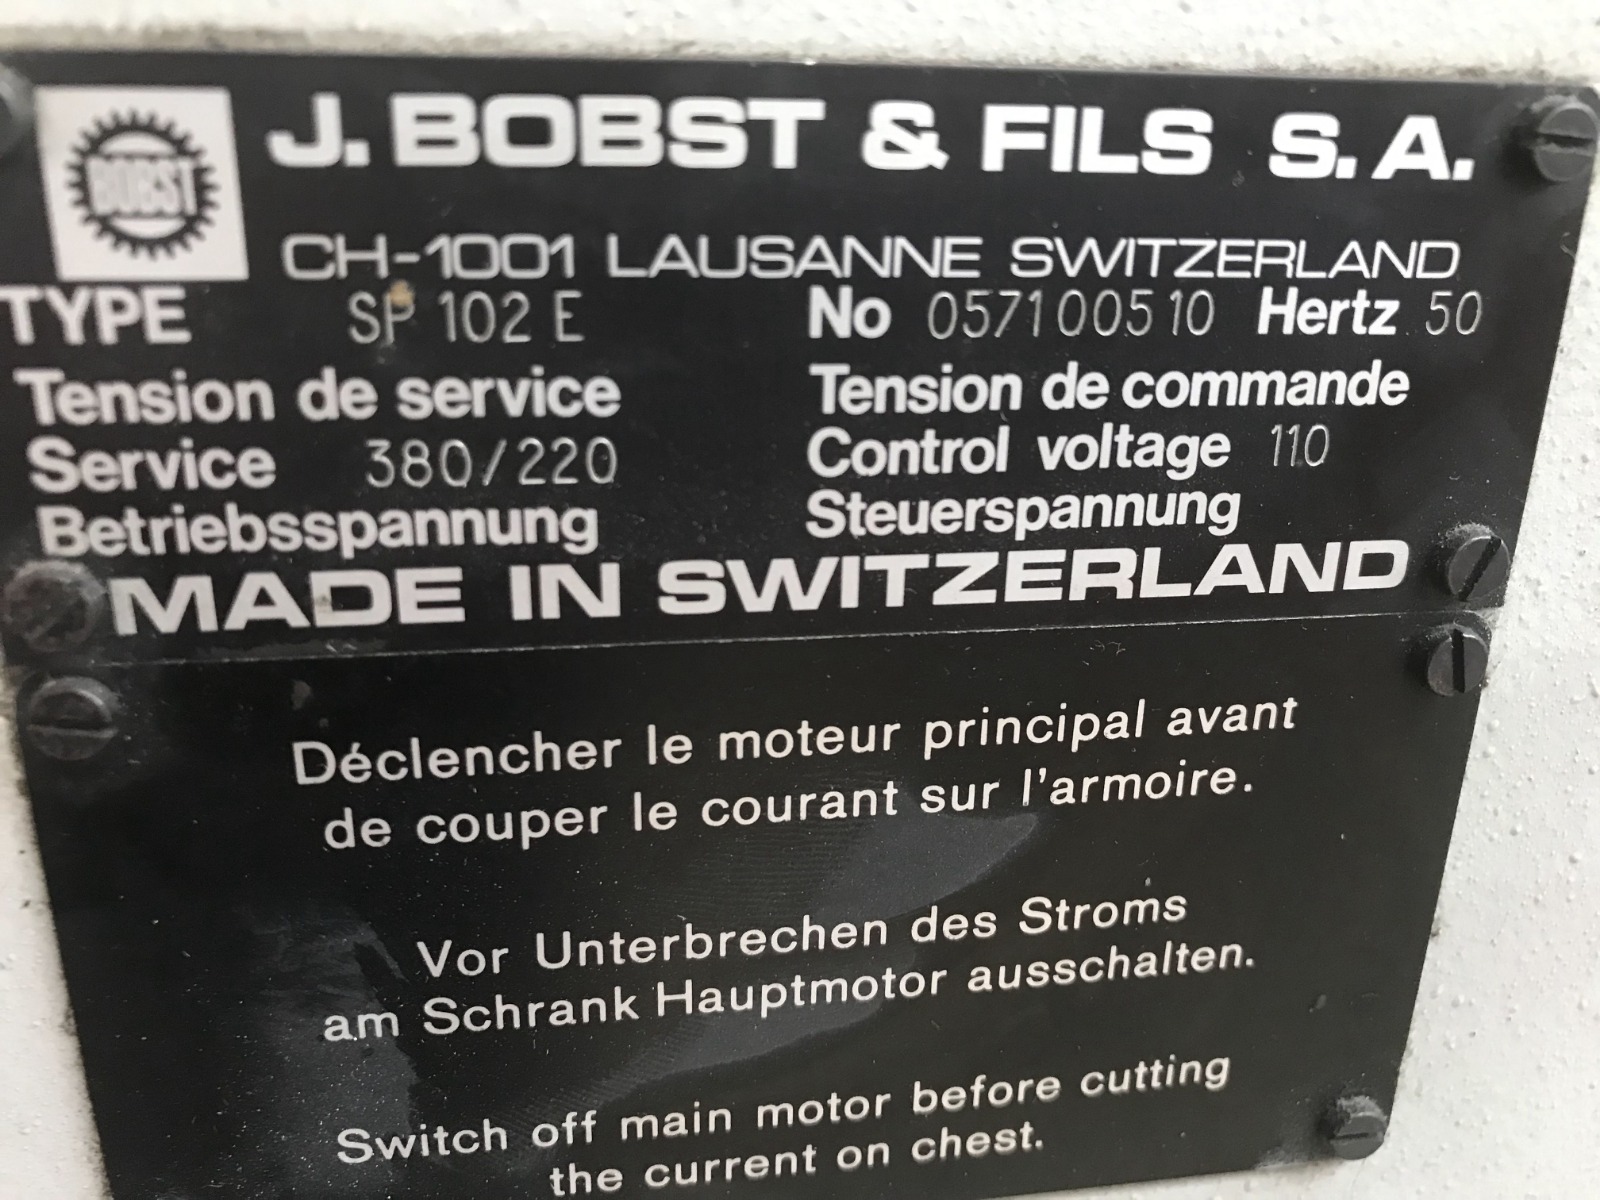 BOBST
J. BOBST & FILS S.A.
CH-1001 LAUSANNE SWITZERLAND
TYPE SP 102 E No 057100510 Hertz 50
Tension de service Tension de commande
Service 380/220 Control voltage 110
Betriebsspannung Steuerspannung
MADE IN SWITZERLAND
Déclencher le moteur principal avant
de couper le courant sur l'armoire.
Vor Unterbrechen des Stroms
am Schrank Hauptmotor ausschalten.
Switch off main motor before cutting
the current on chest.